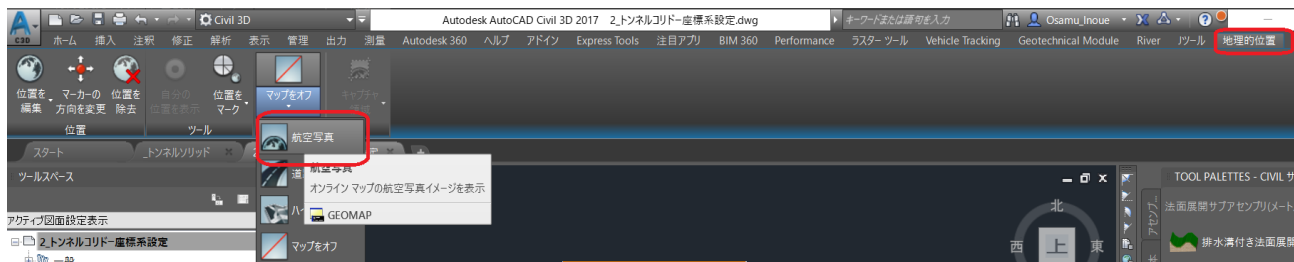 C3D
Civil 3D
Autodesk AutoCAD Civil 3D 2017 2_トンネルコリドー座標系設定.dwg
キーワードまたは語句を入力
Osamu_Inoue
ホーム 挿入 注釈 修正 解析 表示 管理 出力 測量 Autodesk 360 ヘルプ アドイン Express Tools 注目アプリ BIM 360 Performance ラスター ツール Vehicle Tracking Geotechnical Module River Jツール 地理的位置
位置を編集
マーカーの方向を変更
位置を除去
自分の位置を表示
位置をマーク
マップをオフ
キャプチャ領域
位置 ツール
航空写真
スタート
_トンネルソリッド
航空写真
オンライン マップの航空写真イメージを表示
GEOMAP
マップをオフ
ツールスペース
アクティブ図面設定表示
2_トンネルコリドー座標系設定
一般
北
西 上 東
TOOL PALETTES - CIVIL サ
アセンブ...
法面展開サブアセンブリ(メート
排水溝付き法面展開